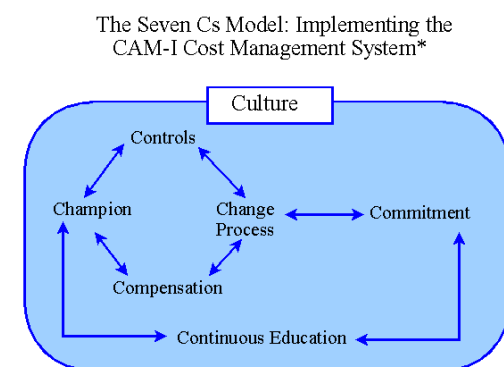 The Seven Cs Model: Implementing the
CAM-I Cost Management System*
Culture
Controls
Champion
Change
Process
Commitment
Compensation
Continuous Education